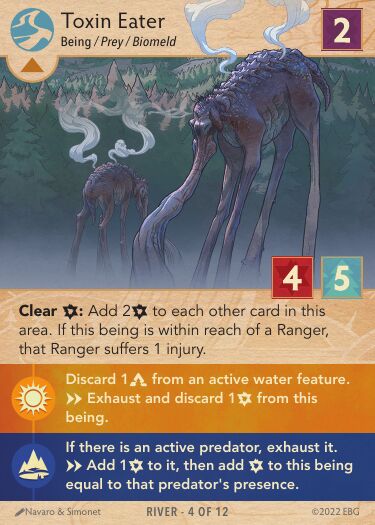 Toxin Eater
Being / Prey / Biomeld
2
4
5
Clear : Add 2 to each other card in this
area. If this being is within reach of a Ranger,
that Ranger suffers 1 injury.
Discard 1 from an active water feature.
Exhaust and discard 1 from this
being.
If there is an active predator, exhaust it.
Add 1 to it, then add to this being
equal to that predator's presence.
Navaro & Simonet
RIVER - 4 OF 12
©2022 EBG